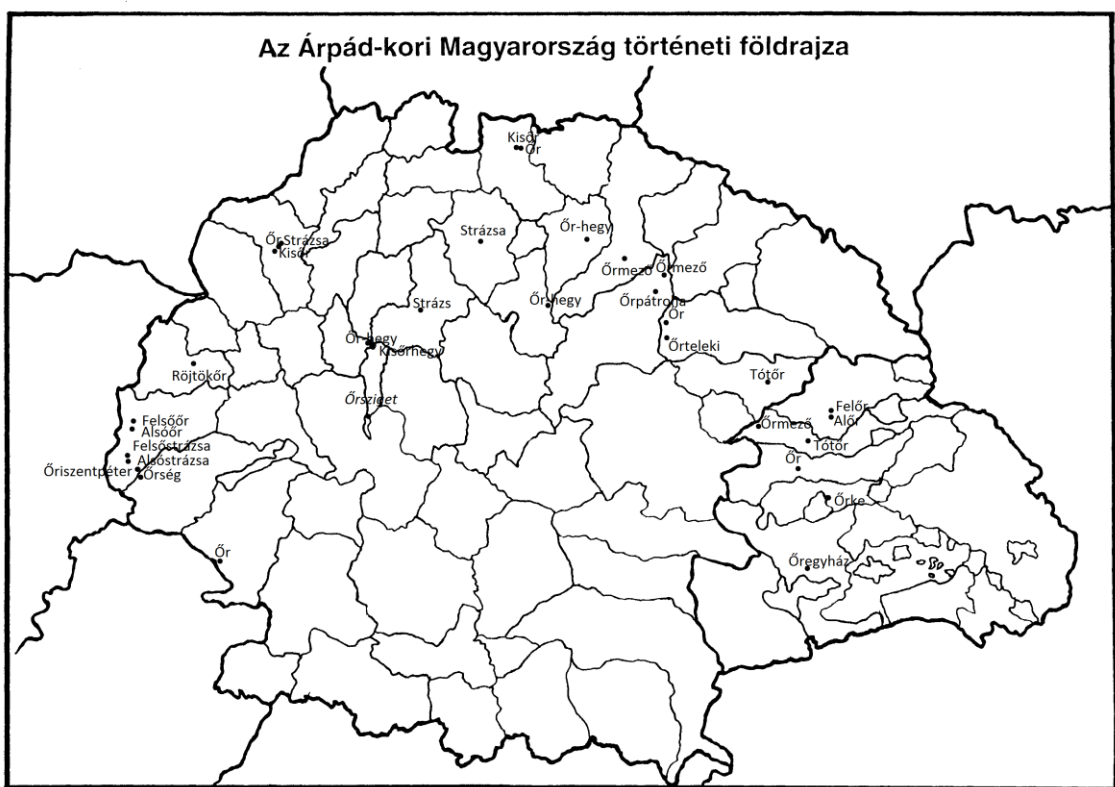 Az Árpád-kori Magyarország történeti földrajza
Kisőr
Őr
Őr
Strázsa
Kisőr
Strázsa
Őr-hegy
Őrmező
Őrmező
Őrpátroha
Őr-hegy
Strázs
Őr
Őrteleki
Őr-hegy
Kisőrhegy
Röjtökőr
Őrsziget
Tótőr
Felőr
Alőr
Őrmező
Tótőr
Felsőőr
Alsóőr
Felsőstrázsa
Alsóstrázsa
Őriszentpéter
Őrség
Őr
Őrke
Őr
Őregyház